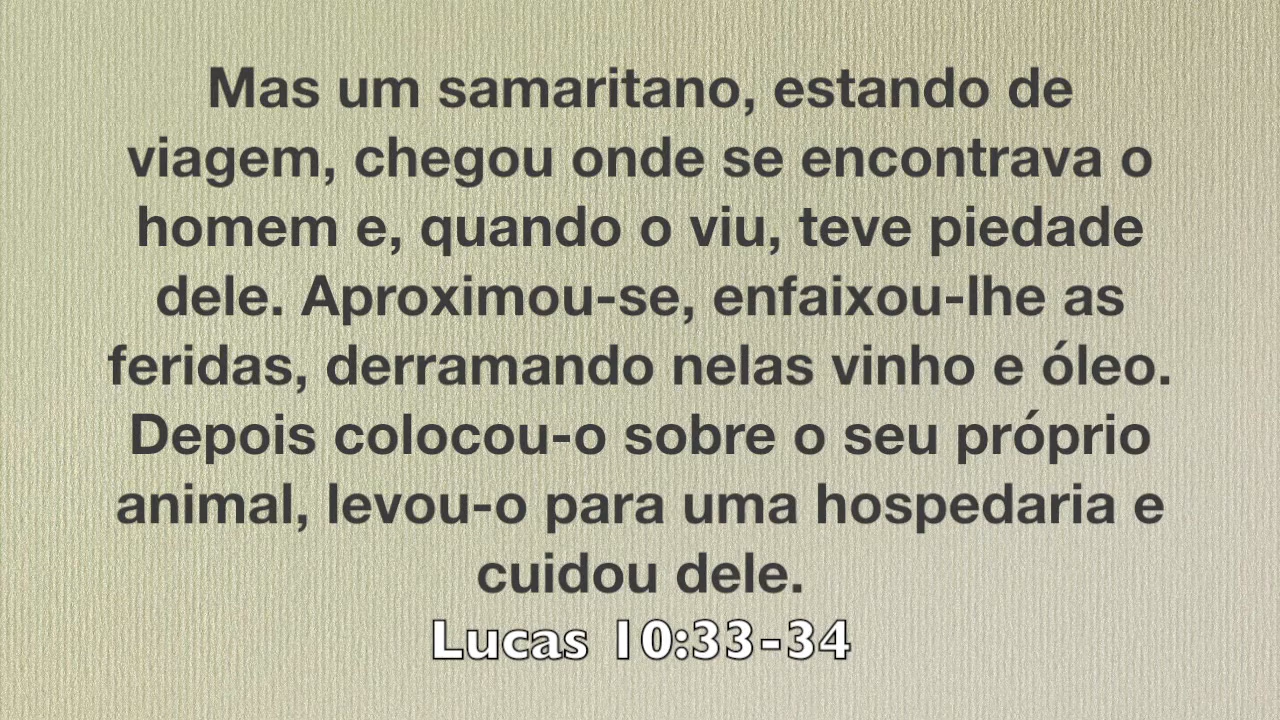 Mas um samaritano, estando de
viagem, chegou onde se encontrava o
homem e, quando o viu, teve piedade
dele. Aproximou-se, enfaixou-lhe as
feridas, derramando nelas vinho e óleo.
Depois colocou-o sobre o seu próprio
animal, levou-o para uma hospedaria e
cuidou dele.
Lucas 10:33-34